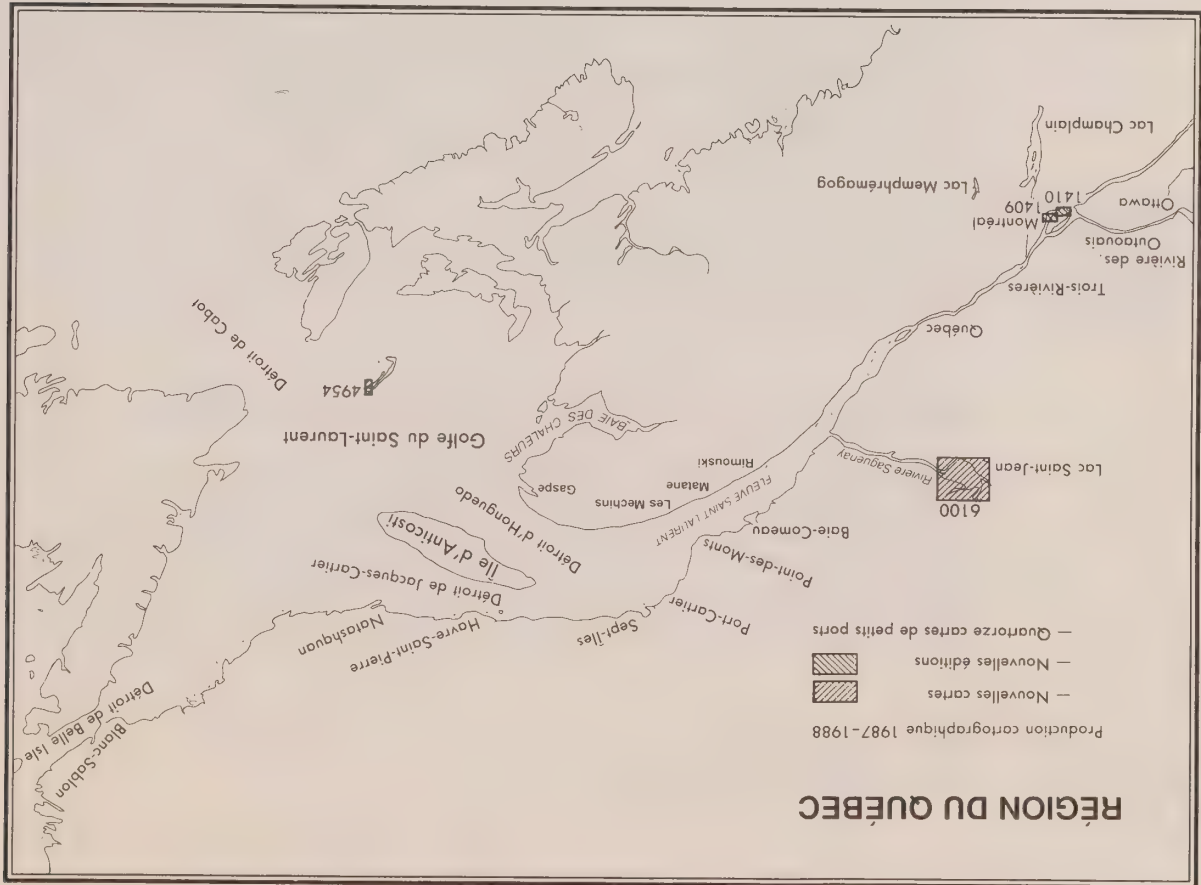 RÉGION DU QUÉBEC
Production cartographique 1987-1988
— Nouvelles cartes
— Nouvelles éditions
— Quartorze cartes de petits ports
Blanc-Sablon
Détroit de Belle Isle
Natashquan
Havre-Saint-Pierre
Détroit de Jacques-Cartier
Sept-Îles
Port-Cartier
Point-des-Monts
Baie-Comeau
Île d'Anticosti
Détroit d'Honguedo
6100
Lac Saint-Jean
Rivière Saguenay
FLEUVE SAINT LAURENT
Les Mechins
Matane
Rimouski
Gaspé
BAIE DES CHALEURS
Golfe du Saint-Laurent
4954
Détroit de Cabot
Québec
Trois-Rivières
Rivière des
Outaouais
Ottawa
Montréal
1409
1410
Lac Memphrémagog
Lac Champlain